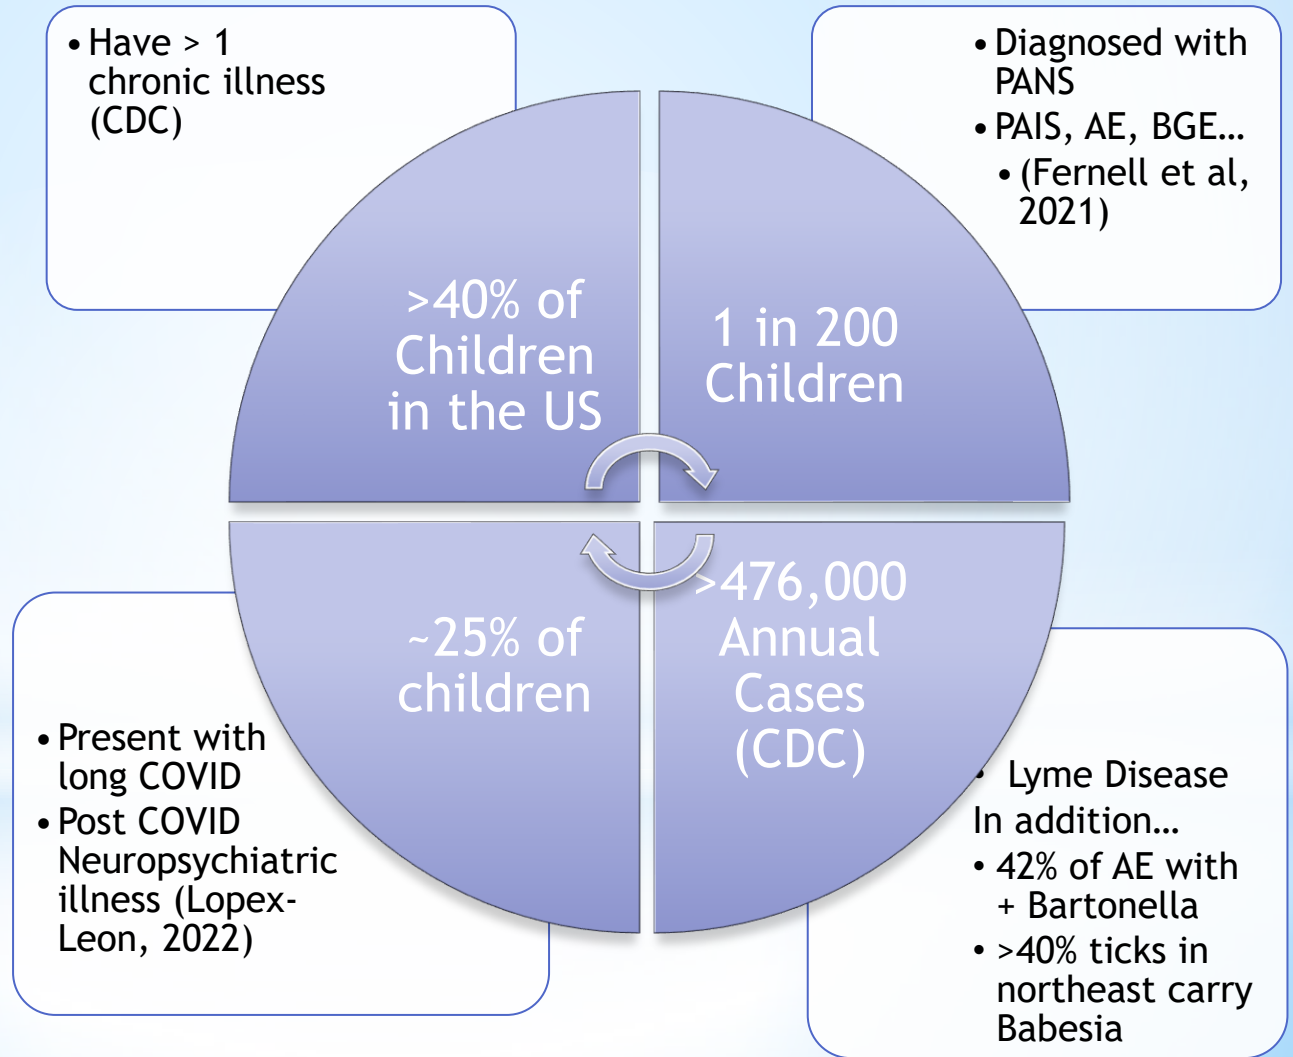 • Have > 1
chronic illness
(CDC)
>40% of
Children
in the US
• Diagnosed with
PANS
• PAIS, AE, BGE...
• (Fernell et al,
2021)
1 in 200
Children
~25% of
children
• Present with
long COVID
• Post COVID
Neuropsychiatric
illness (Lopex-
Leon, 2022)
>476,000
Annual
Cases
(CDC)
• Lyme Disease
In addition...
• 42% of AE with
+ Bartonella
• >40% ticks in
northeast carry
Babesia